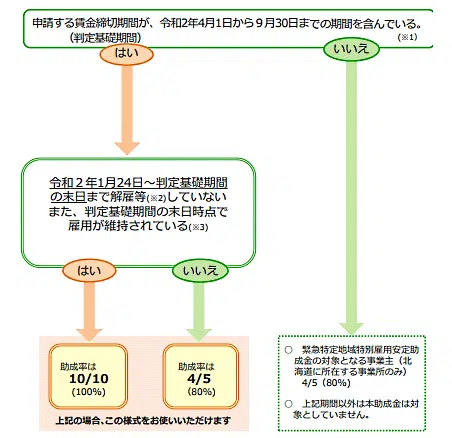 申請する賃金締切期間が、令和2年4月1日から９月30日までの期間を含んでいる。
（判定基礎期間）
(※1)
はい
いいえ
令和２年1月24日～判定基礎期間
の末日まで解雇等(※2)していない
また、判定基礎期間の末日時点で
雇用が維持されている(※3)
はい
いいえ
助成率は
10/10
(100%)
助成率は
4/5
(80%)
上記の場合、この様式をお使いいただけます
○ 緊急特定地域特別雇用安定助
成金の対象となる事業主（北
海道に所在する事業所のみ）
4/5（80%）
○ 上記期間以外は本助成金は対
象としていません。